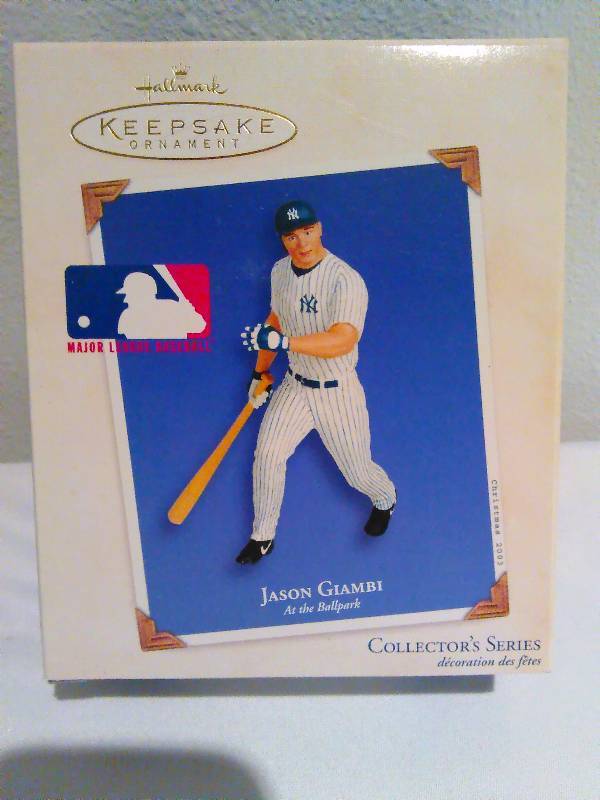 Hallmark
KEEPSAKE
ORNAMENT
NY
NY
MAJOR LEAGUE BASEBALL
Christmas 2003
JASON GIAMBI
At the Ballpark
COLLECTOR'S SERIES
décoration des fêtes